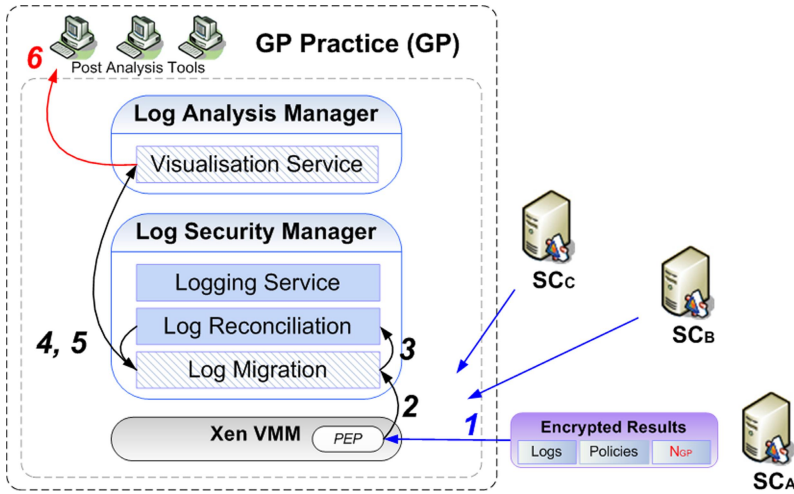 GP Practice (GP)
6
Post Analysis Tools
Log Analysis Manager
Visualisation Service
Log Security Manager
Logging Service
Log Reconciliation
Log Migration
4, 5
3
2
1
Xen VMM
PEP
SCC
SCB
Encrypted Results
Logs
Policies
NGP
SCA